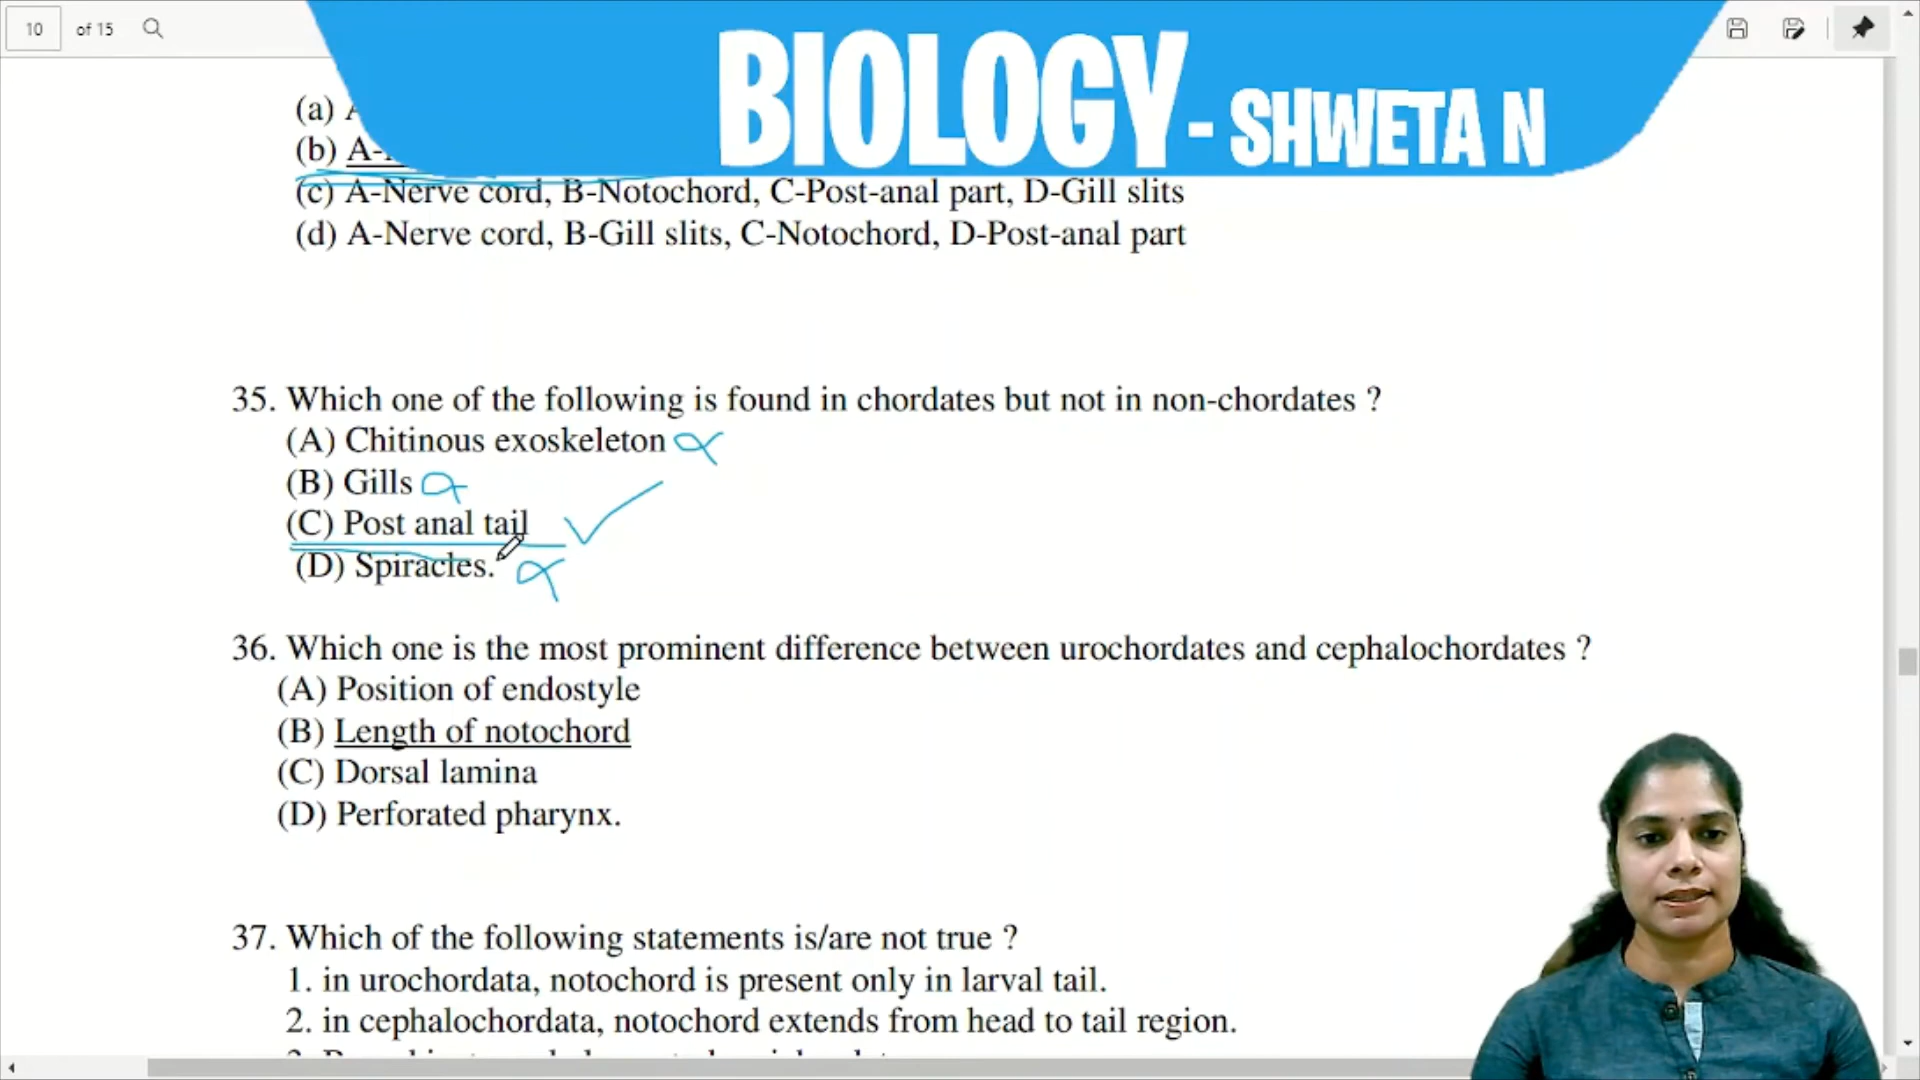 10 of 15
BIOLOGY - SHWETA N
(a) A
(b) A-
(c) A-Nerve cord, B-Notochord, C-Post-anal part, D-Gill slits
(d) A-Nerve cord, B-Gill slits, C-Notochord, D-Post-anal part
35. Which one of the following is found in chordates but not in non-chordates ?
(A) Chitinous exoskeleton
(B) Gills
(C) Post anal tail
(D) Spiracles.
36. Which one is the most prominent difference between urochordates and cephalochordates ?
(A) Position of endostyle
(B) Length of notochord
(C) Dorsal lamina
(D) Perforated pharynx.
37. Which of the following statements is/are not true ?
1. in urochordata, notochord is present only in larval tail.
2. in cephalochordata, notochord extends from head to tail region.